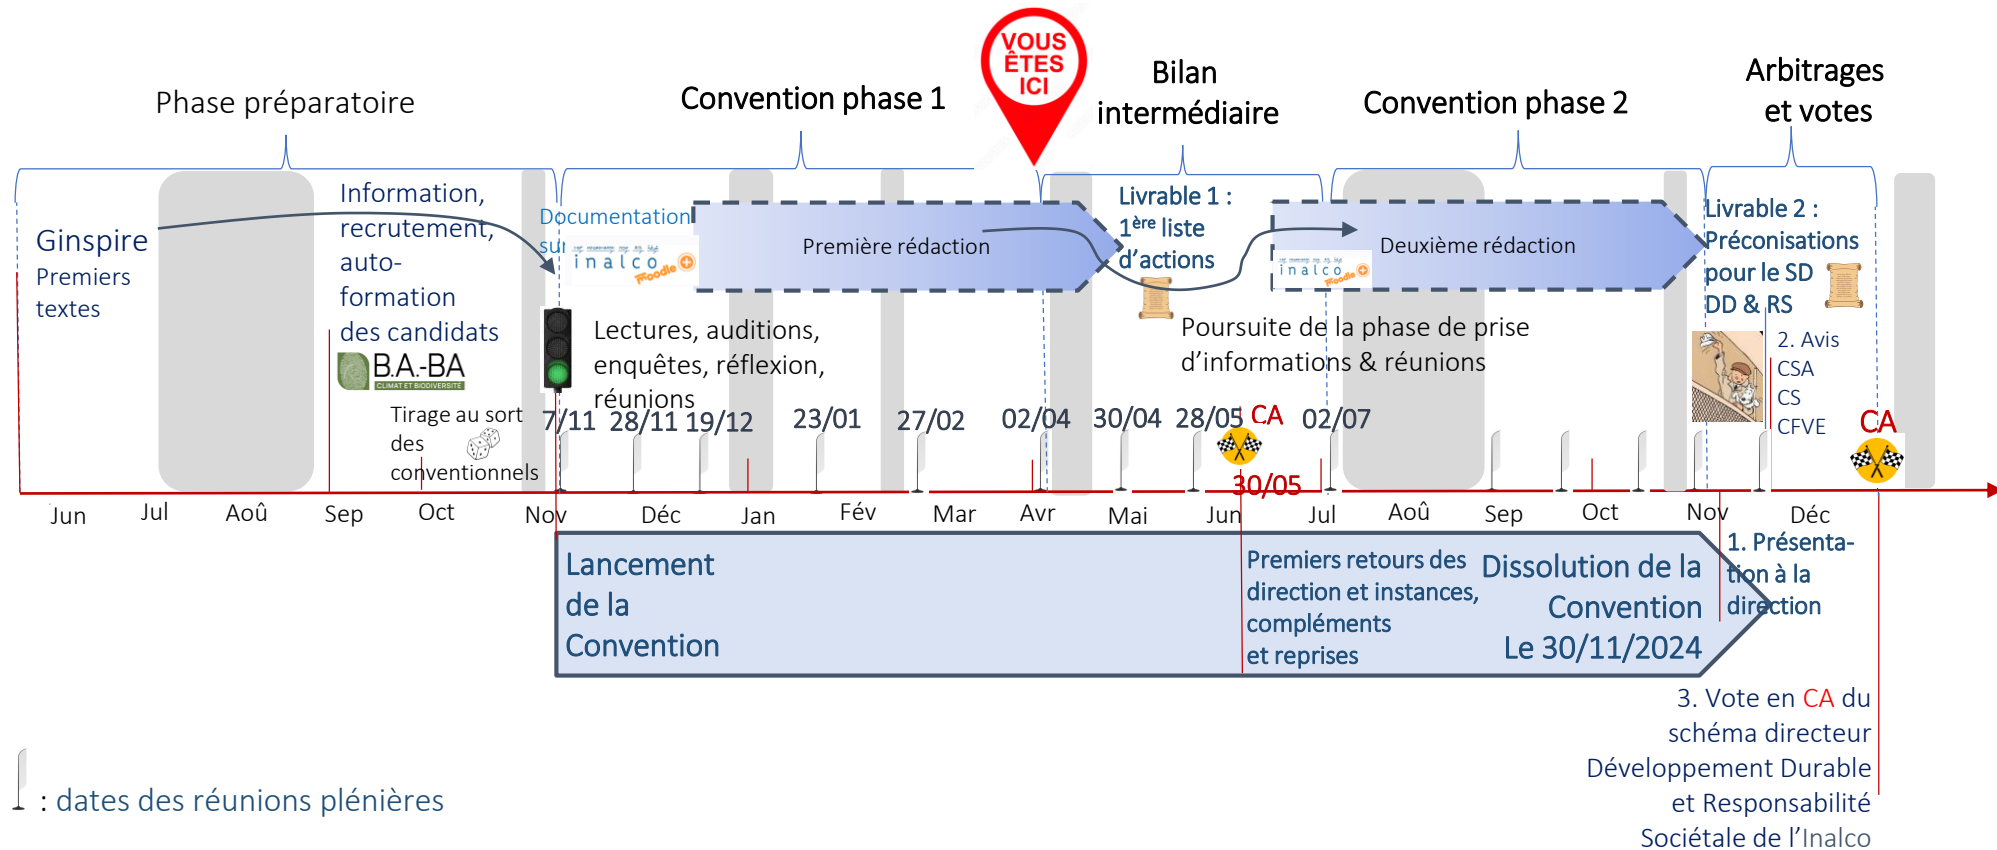 VOUS
ÊTES
ICI
Phase préparatoire
Convention phase 1
Bilan
intermédiaire
Convention phase 2
Arbitrages
et votes
Ginspire
Premiers
textes
Information,
recrutement,
auto-
formation
des candidats
B.A.-BA
CLIMAT ET BIODIVERSITÉ
Tirage au sort
des
conventionnels
Documentation
sur
inalco
moodle
Première rédaction
Lectures, auditions,
enquêtes, réflexion,
réunions
Livrable 1 :
1ère liste
d’actions
Poursuite de la phase de prise
d’informations & réunions
inalco
moodle
Deuxième rédaction
Livrable 2 :
Préconisations
pour le SD
DD & RS
2. Avis
CSA
CS
CFVE
7/11 28/11 19/12 23/01 27/02 02/04 30/04 28/05 CA 02/07
CA
30/05
Jun Jul Aoû Sep Oct Nov Déc Jan Fév Mar Avr Mai Jun Jul Aoû Sep Oct Nov Déc
Lancement
de la
Convention
Premiers retours des
direction et instances,
compléments
et reprises
Dissolution de la
Convention
Le 30/11/2024
1. Présenta-
tion à la
direction
3. Vote en CA du
schéma directeur
Développement Durable
et Responsabilité
Sociétale de l’Inalco
: dates des réunions plénières